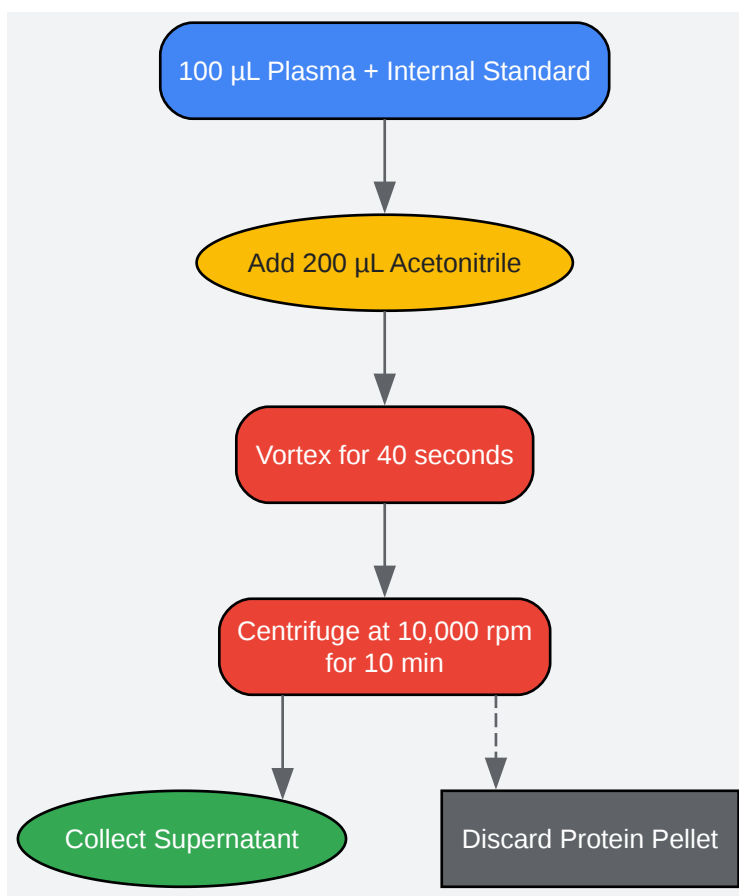 100 µL Plasma + Internal Standard
Add 200 µL Acetonitrile
Vortex for 40 seconds
Centrifuge at 10,000 rpm
for 10 min
Collect Supernatant
Discard Protein Pellet